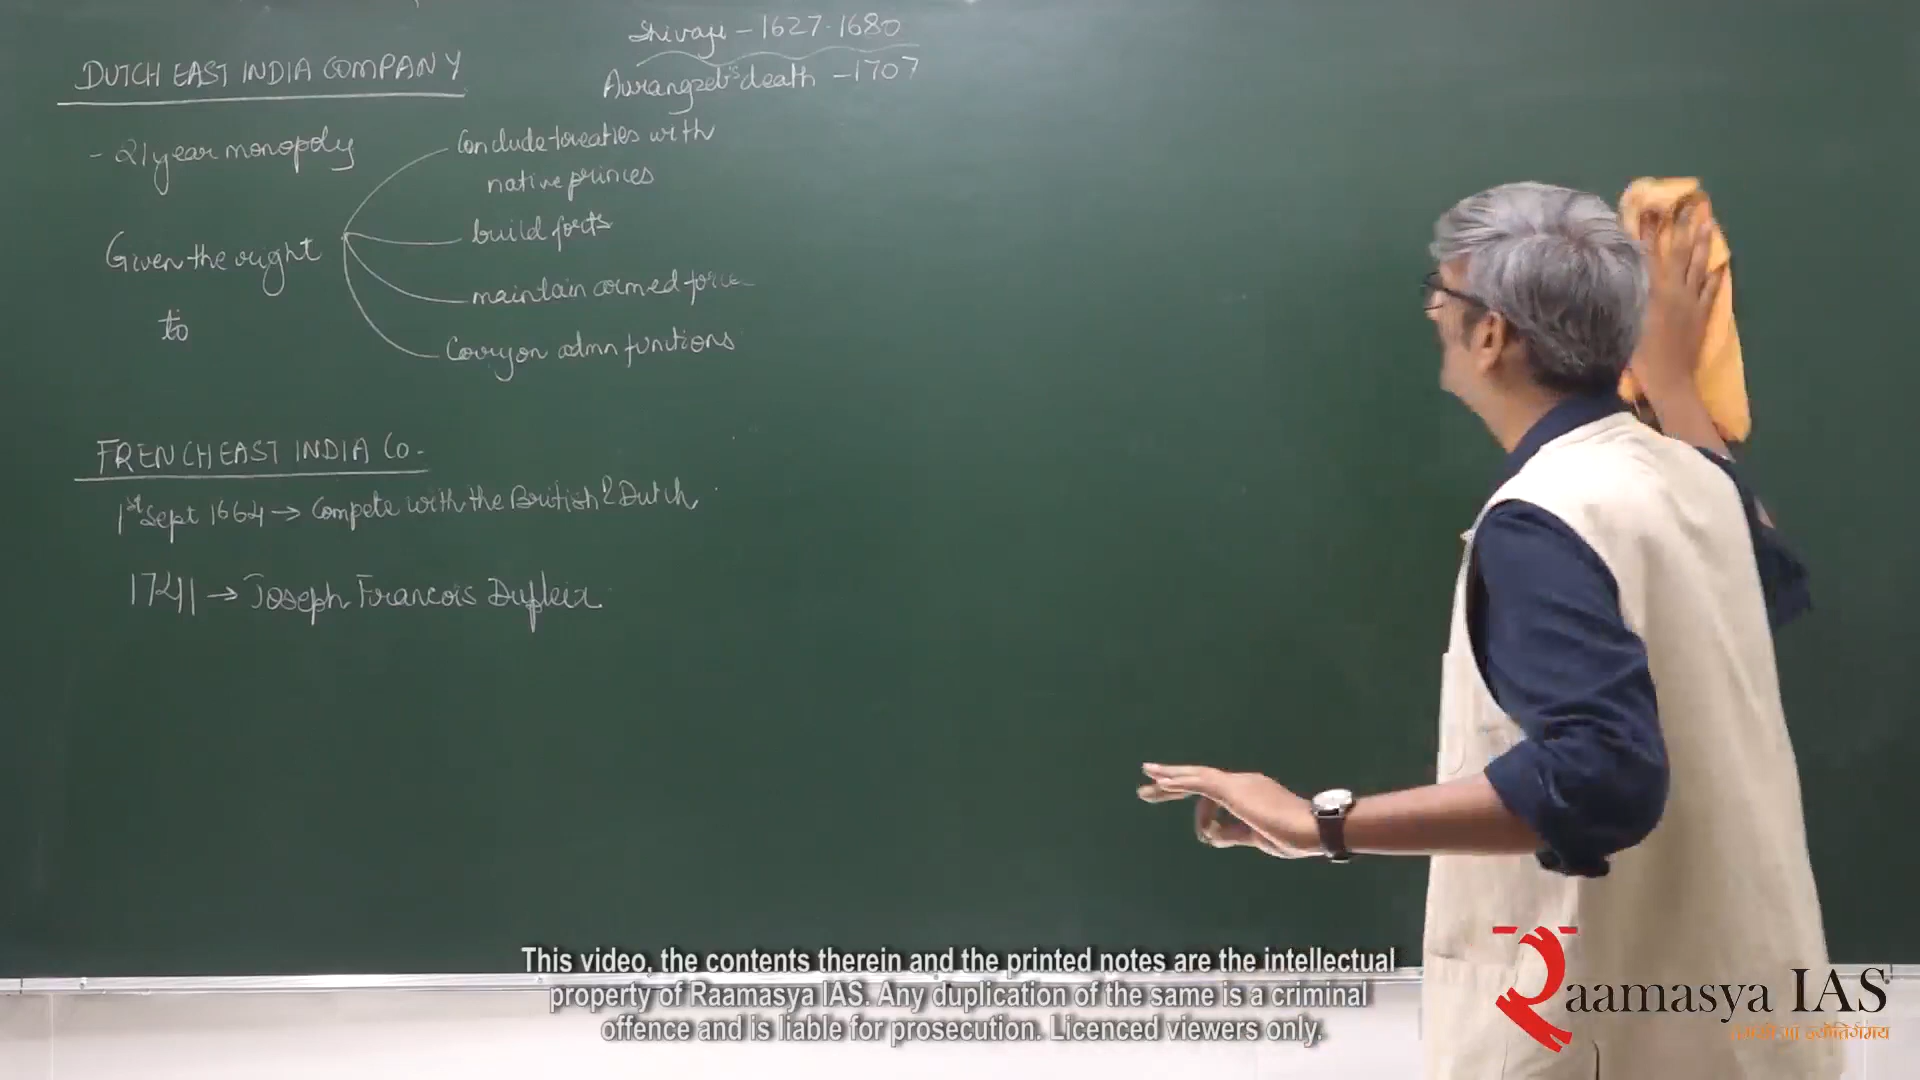 Shivaji - 1627-1680
Aurangzeb's death - 1707
DUTCH EAST INDIA COMPANY
- 21 year monopoly
Given the right
to
Conclude treaties with
native princes
build forts
maintain armed force
Carry on admn functions
FRENCH EAST INDIA Co.
1st Sept 1664 → Compete with the British & Dutch
1741 → Joseph Francois Dupleix
This video, the contents therein and the printed notes are the intellectual
property of Raamasya IAS. Any duplication of the same is a criminal
offence and is liable for prosecution. Licenced viewers only.
Raamasya IAS
तमसो मा ज्योतिर्गमय